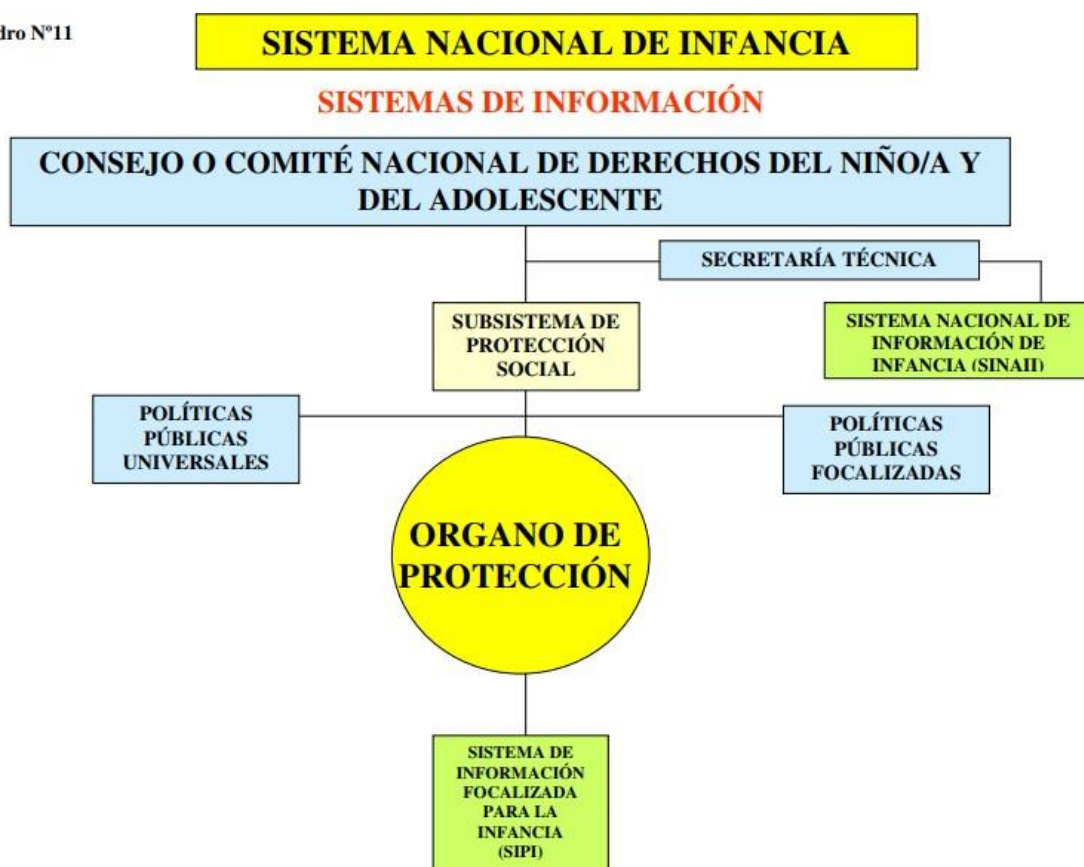 dro Nº11
SISTEMA NACIONAL DE INFANCIA
SISTEMAS DE INFORMACIÓN
CONSEJO O COMITÉ NACIONAL DE DERECHOS DEL NIÑO/A Y
DEL ADOLESCENTE
SECRETARÍA TÉCNICA
SUBSISTEMA DE
PROTECCIÓN
SOCIAL
SISTEMA NACIONAL DE
INFORMACIÓN DE
INFANCIA (SINAII)
POLÍTICAS
PÚBLICAS
UNIVERSALES
POLÍTICAS
PÚBLICAS
FOCALIZADAS
ORGANO DE
PROTECCIÓN
SISTEMA DE
INFORMACIÓN
FOCALIZADA
PARA LA
INFANCIA
(SIPI)